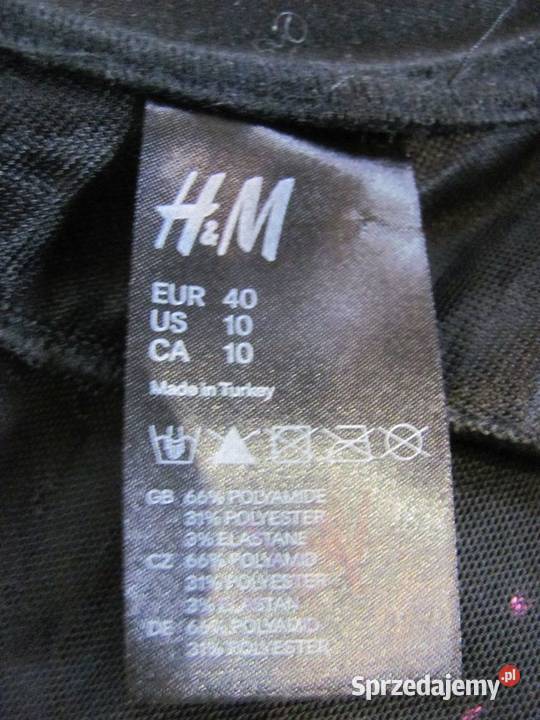 H&M
EUR 40
US 10
CA 10
Made in Turkey
GB 66% POLYAMIDE
31% POLYESTER
3% ELASTANE
CZ 66% POLYAMID
31% POLYESTER
3% ELASTAN
DE 66% POLYAMID
31% POLYESTER
Sprzedajemy.pl